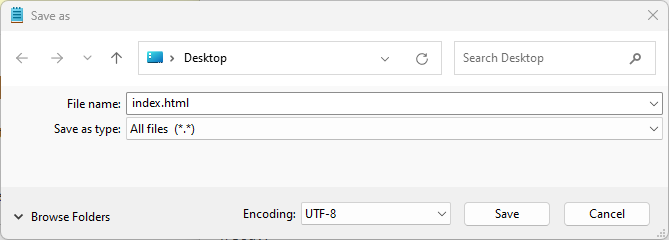 Save as
Desktop
Search Desktop
File name: index.html
Save as type: All files (*.*)
Browse Folders
Encoding: UTF-8
Save
Cancel